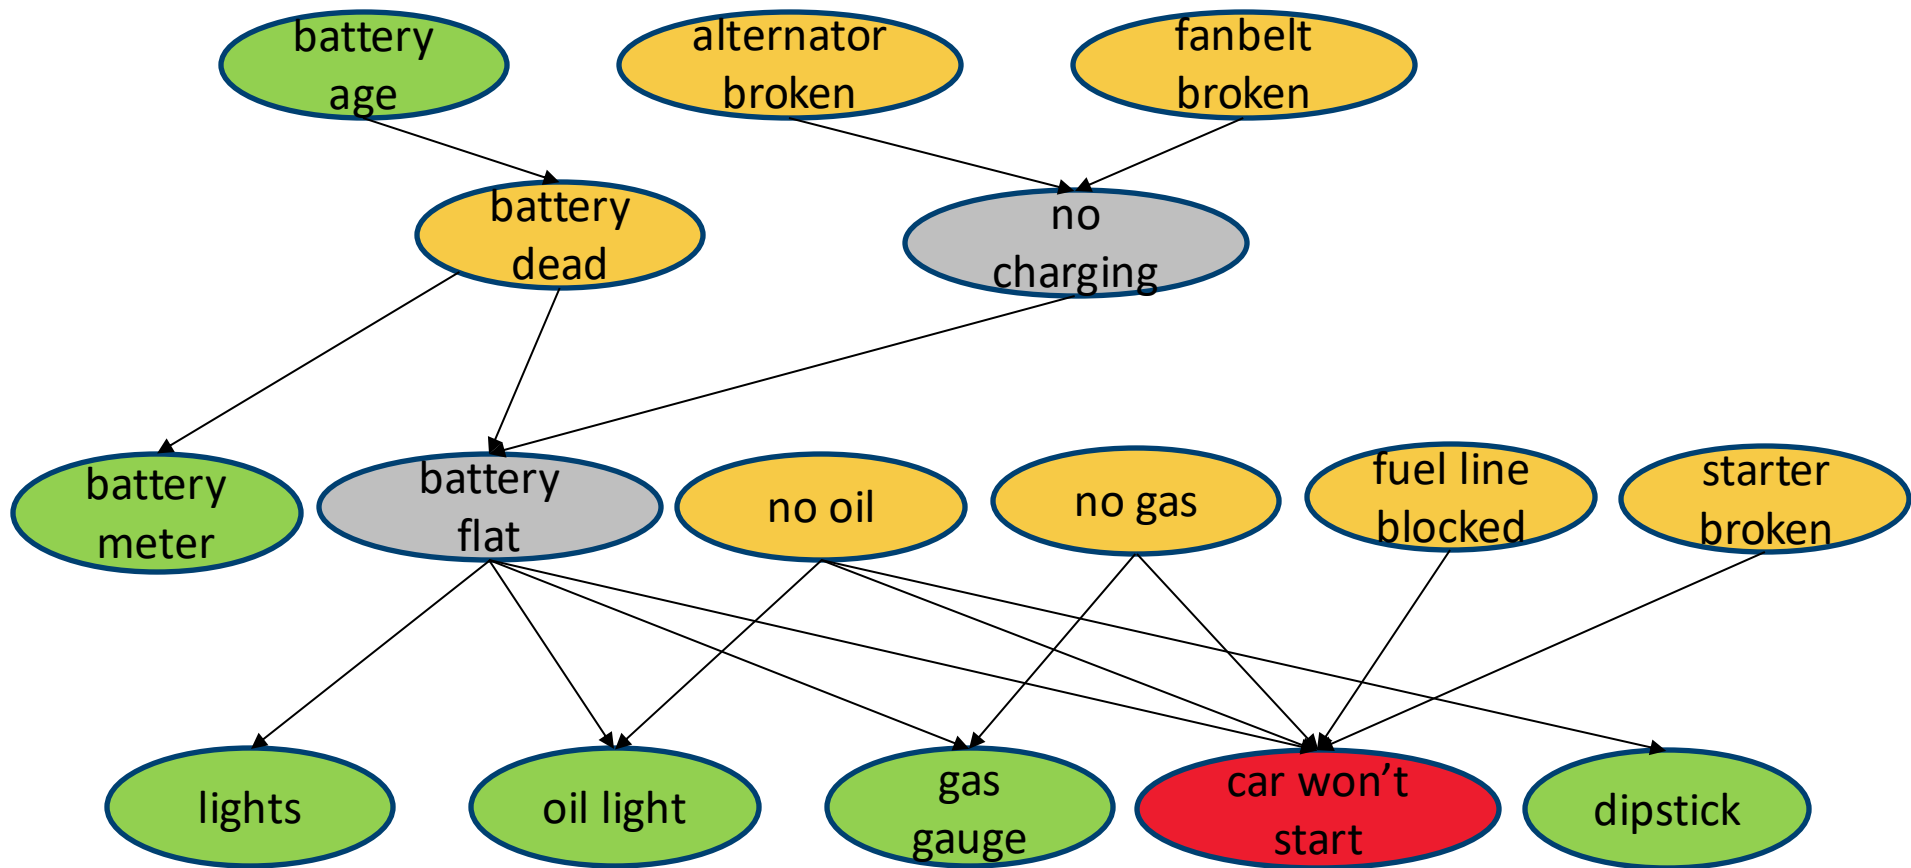 battery
age
alternator
broken
fanbelt
broken
battery
dead
no
charging
battery
meter
battery
flat
no oil
no gas
fuel line
blocked
starter
broken
lights
oil light
gas
gauge
car won’t
start
dipstick